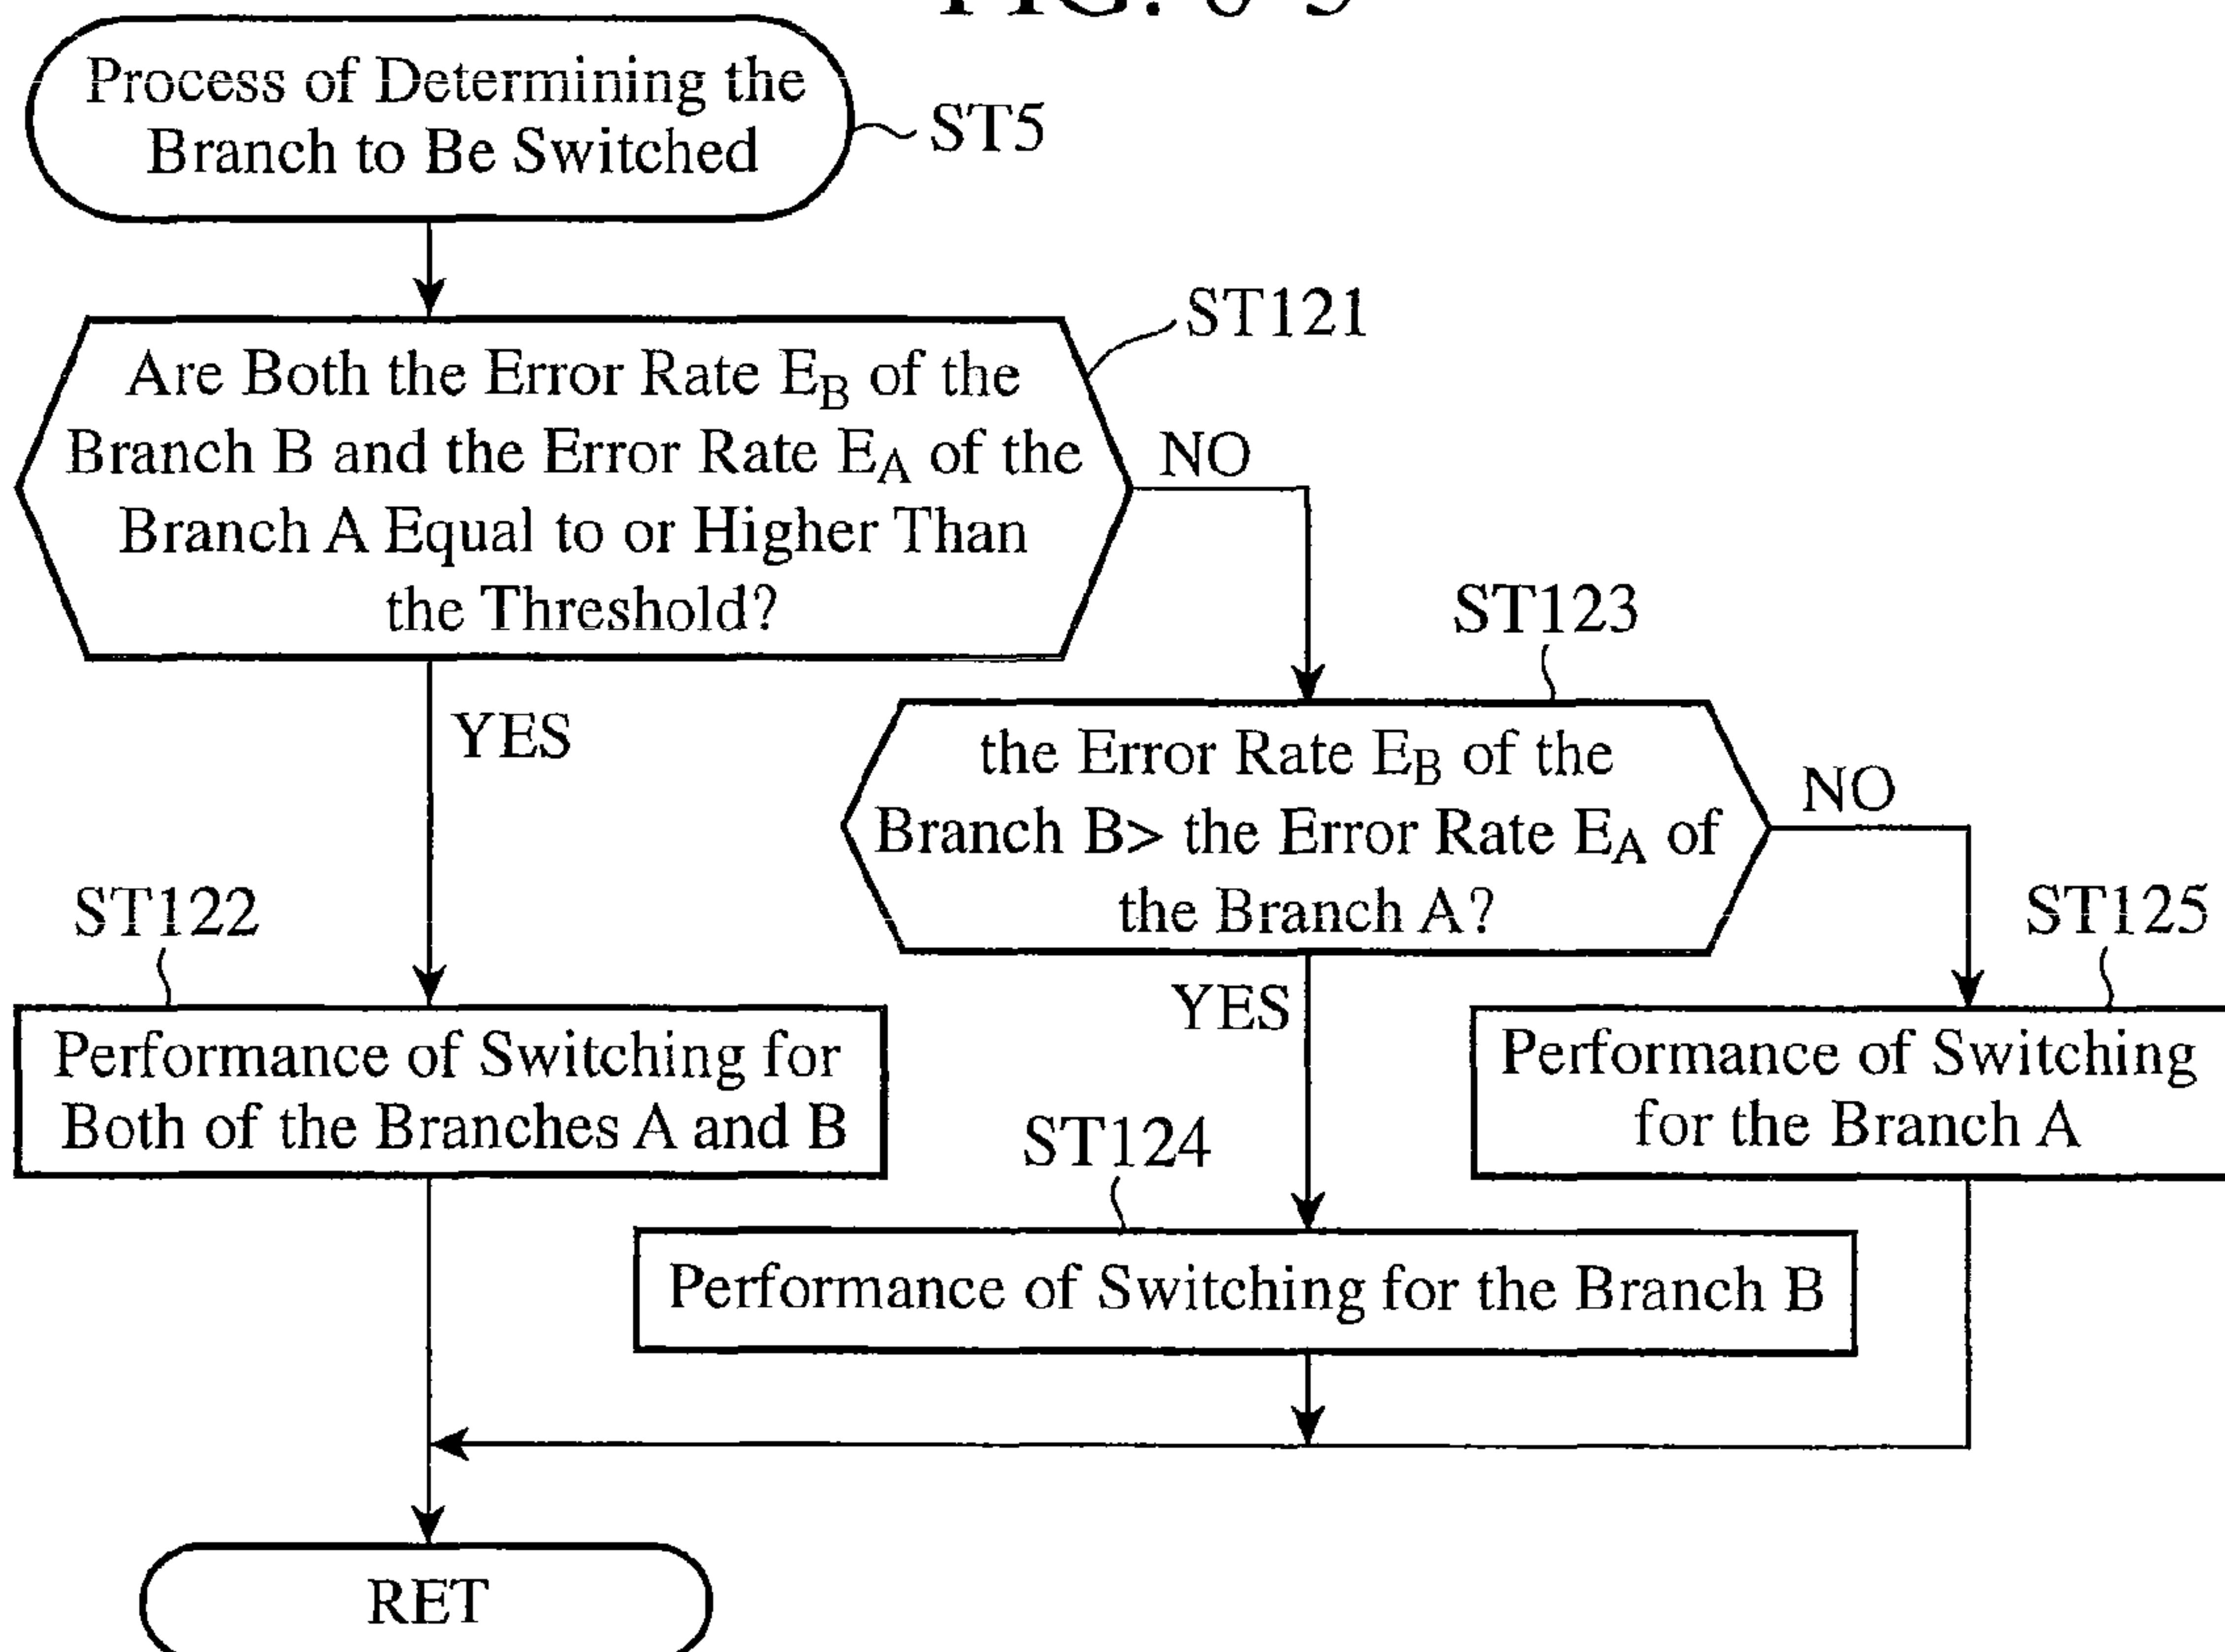 Process of Determining the
Branch to Be Switched
ST5
ST121
Are Both the Error Rate EB of the
Branch B and the Error Rate EA of the
Branch A Equal to or Higher Than
the Threshold?
NO
YES
ST123
the Error Rate EB of the
Branch B> the Error Rate EA of
the Branch A?
NO
YES
ST122
Performance of Switching for
Both of the Branches A and B
ST125
Performance of Switching
for the Branch A
ST124
Performance of Switching for the Branch B
RET